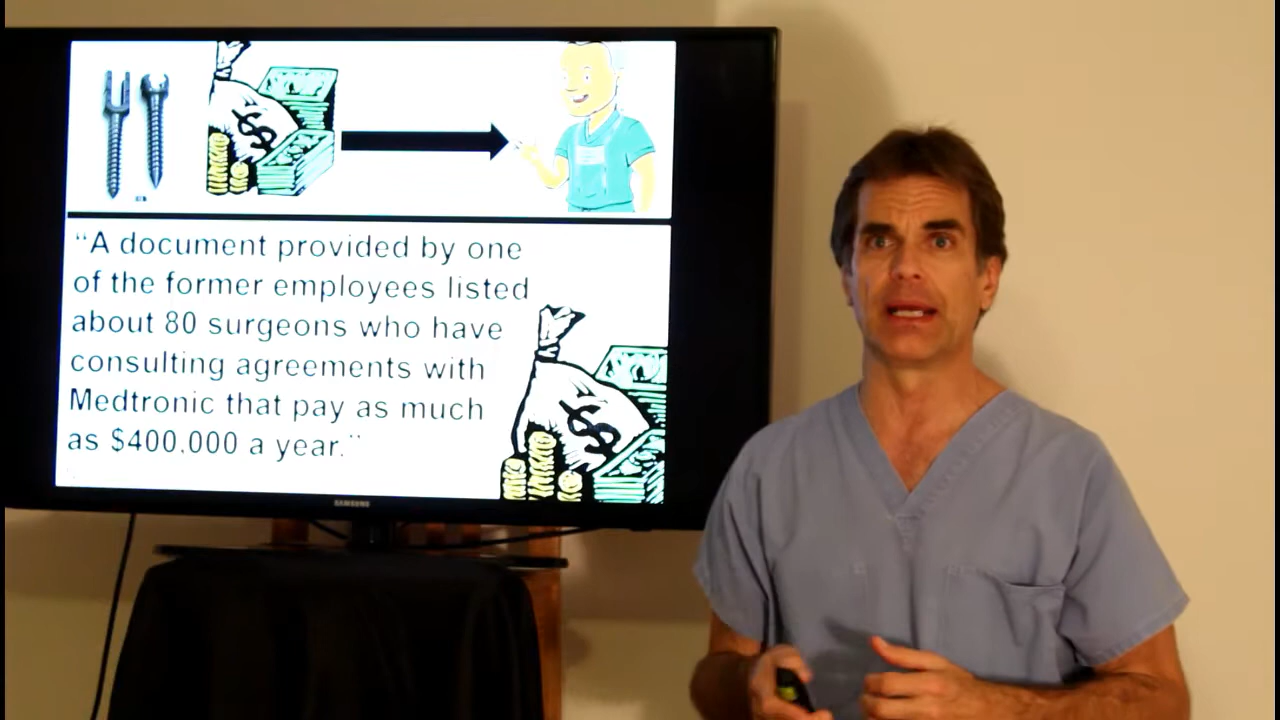 “A document provided by one
of the former employees listed
about 80 surgeons who have
consulting agreements with
Medtronic that pay as much
as $400,000 a year.”
SAMSUNG